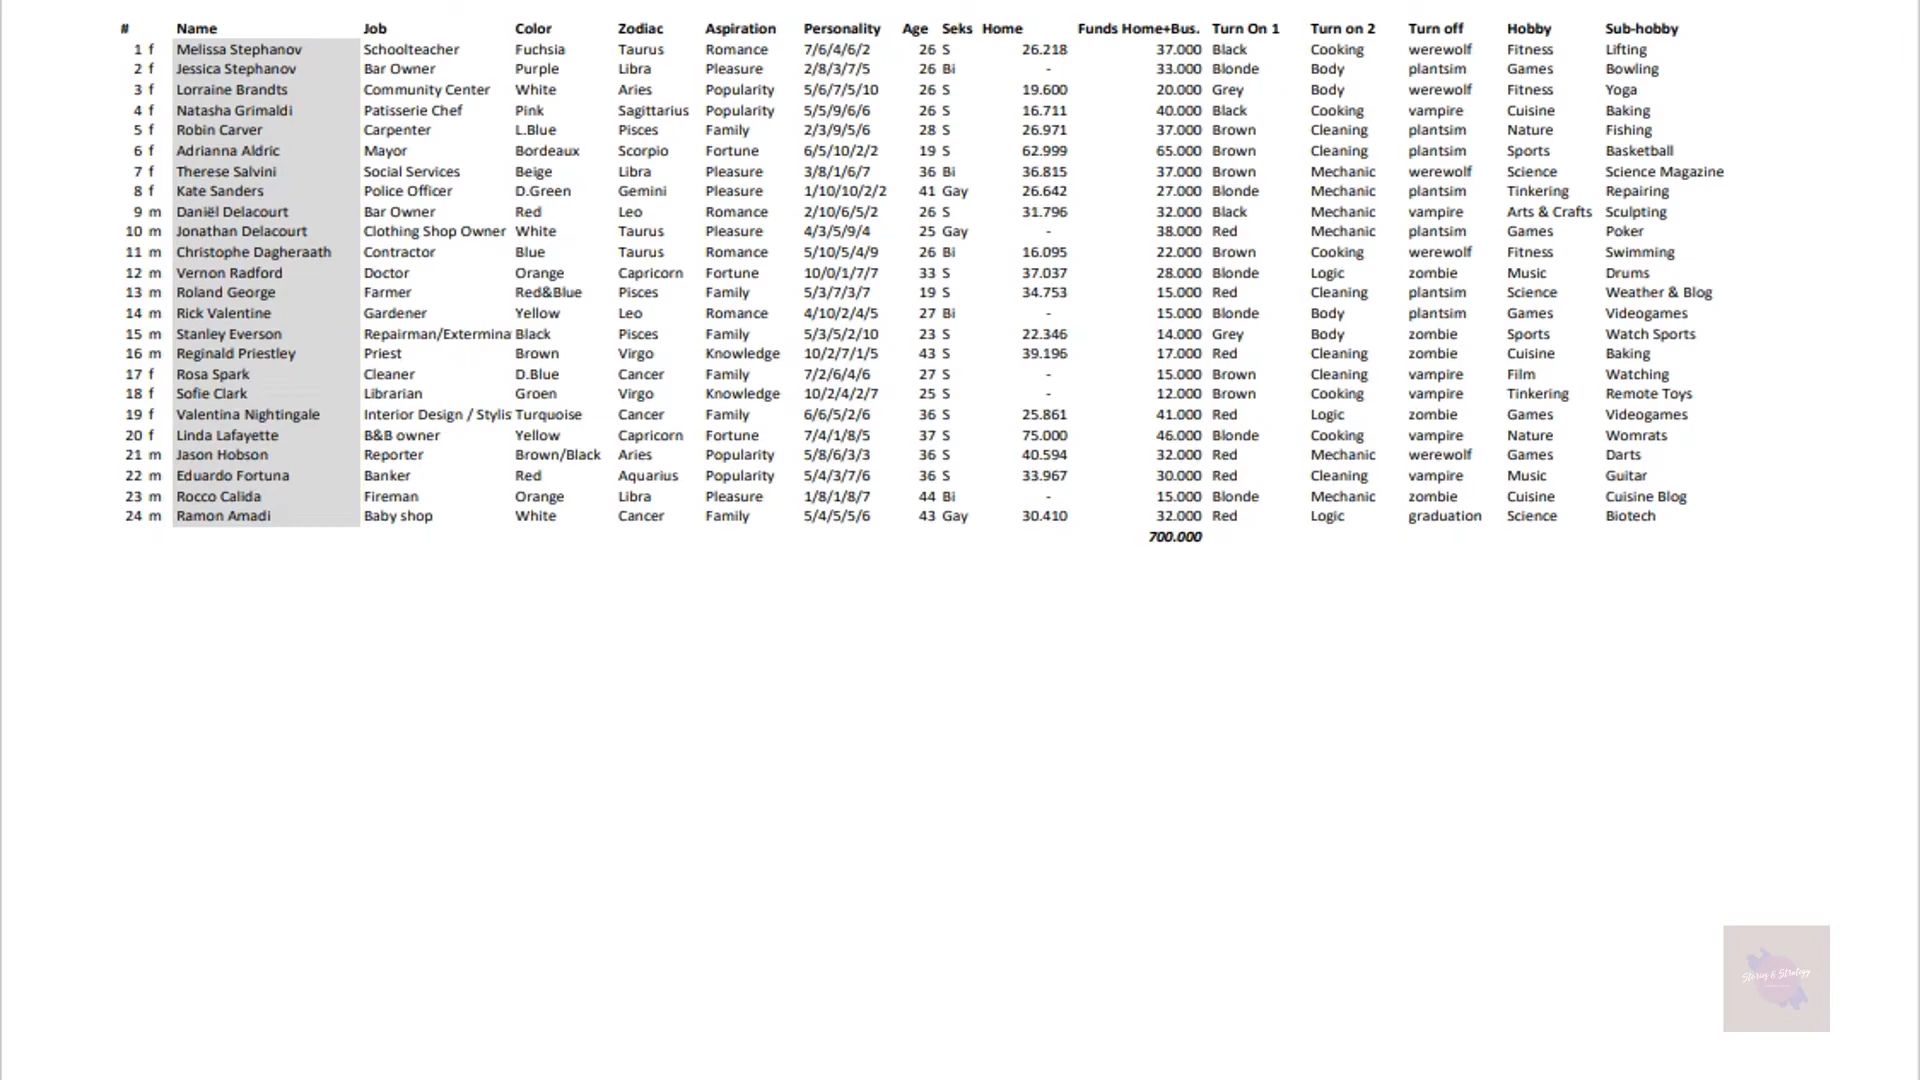 # Name Job Color Zodiac Aspiration Personality Age Seks Home Funds Home+Bus. Turn On 1 Turn on 2 Turn off Hobby Sub-hobby
1 f Melissa Stephanov Schoolteacher Fuchsia Taurus Romance 7/6/4/6/2 26 S 26.218 37.000 Black Cooking werewolf Fitness Lifting
2 f Jessica Stephanov Bar Owner Purple Libra Pleasure 2/8/3/7/5 26 Bi - 33.000 Blonde Body plantsim Games Bowling
3 f Lorraine Brandts Community Center White Aries Popularity 5/6/7/5/10 26 S 19.600 20.000 Grey Body werewolf Fitness Yoga
4 f Natasha Grimaldi Patisserie Chef Pink Sagittarius Popularity 5/5/9/6/6 26 S 16.711 40.000 Black Cooking vampire Cuisine Baking
5 f Robin Carver Carpenter L.Blue Pisces Family 2/3/9/5/6 28 S 26.971 37.000 Brown Cleaning plantsim Nature Fishing
6 f Adrianna Aldric Mayor Bordeaux Scorpio Fortune 6/5/10/2/2 19 S 62.999 65.000 Brown Cleaning plantsim Sports Basketball
7 f Therese Salvini Social Services Beige Libra Pleasure 3/8/1/6/7 36 Bi 36.815 37.000 Brown Mechanic werewolf Science Science Magazine
8 f Kate Sanders Police Officer D.Green Gemini Pleasure 1/10/10/2/2 41 Gay 26.642 27.000 Blonde Mechanic plantsim Tinkering Repairing
9 m Daniël Delacourt Bar Owner Red Leo Romance 2/10/6/5/2 26 S 31.796 32.000 Black Mechanic vampire Arts & Crafts Sculpting
10 m Jonathan Delacourt Clothing Shop Owner White Taurus Pleasure 4/3/5/9/4 25 Gay - 38.000 Red Mechanic plantsim Games Poker
11 m Christophe Dagheraath Contractor Blue Taurus Romance 5/10/5/4/9 26 Bi 16.095 22.000 Brown Cooking werewolf Fitness Swimming
12 m Vernon Radford Doctor Orange Capricorn Fortune 10/0/1/7/7 33 S 37.037 28.000 Blonde Logic zombie Music Drums
13 m Roland George Farmer Red&Blue Pisces Family 5/3/7/3/7 19 S 34.753 15.000 Red Cleaning plantsim Science Weather & Blog
14 m Rick Valentine Gardener Yellow Leo Romance 4/10/2/4/5 27 Bi - 15.000 Blonde Body plantsim Games Videogames
15 m Stanley Everson Repairman/Extermina Black Pisces Family 5/3/5/2/10 23 S 22.346 14.000 Grey Body zombie Sports Watch Sports
16 m Reginald Priestley Priest Brown Virgo Knowledge 10/2/7/1/5 43 S 39.196 17.000 Red Cleaning zombie Cuisine Baking
17 f Rosa Spark Cleaner D.Blue Cancer Family 7/2/6/4/6 27 S - 15.000 Brown Cleaning vampire Film Watching
18 f Sofie Clark Librarian Groen Virgo Knowledge 10/2/4/2/7 25 S - 12.000 Brown Cooking vampire Tinkering Remote Toys
19 f Valentina Nightingale Interior Design / Stylis Turquoise Cancer Family 6/6/5/2/6 36 S 25.861 41.000 Red Logic zombie Games Videogames
20 f Linda Lafayette B&B owner Yellow Capricorn Fortune 7/4/1/8/5 37 S 75.000 46.000 Blonde Cooking vampire Nature Womrats
21 m Jason Hobson Reporter Brown/Black Aries Popularity 5/8/6/3/3 36 S 40.594 32.000 Red Mechanic werewolf Games Darts
22 m Eduardo Fortuna Banker Red Aquarius Popularity 5/4/3/7/6 36 S 33.967 30.000 Red Cleaning vampire Music Guitar
23 m Rocco Calida Fireman Orange Libra Pleasure 1/8/1/8/7 44 Bi - 15.000 Blonde Mechanic zombie Cuisine Cuisine Blog
24 m Ramon Amadi Baby shop White Cancer Family 5/4/5/5/6 43 Gay 30.410 32.000 Red Logic graduation Science Biotech
700.000
Stories & Strategy